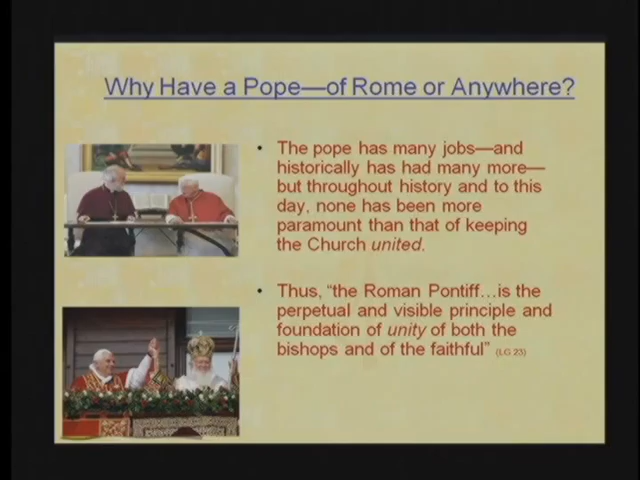 Why Have a Pope—of Rome or Anywhere?
• The pope has many jobs—and
historically has had many more—
but throughout history and to this
day, none has been more
paramount than that of keeping
the Church united.
• Thus, “the Roman Pontiff…is the
perpetual and visible principle and
foundation of unity of both the
bishops and of the faithful” (LG 23)